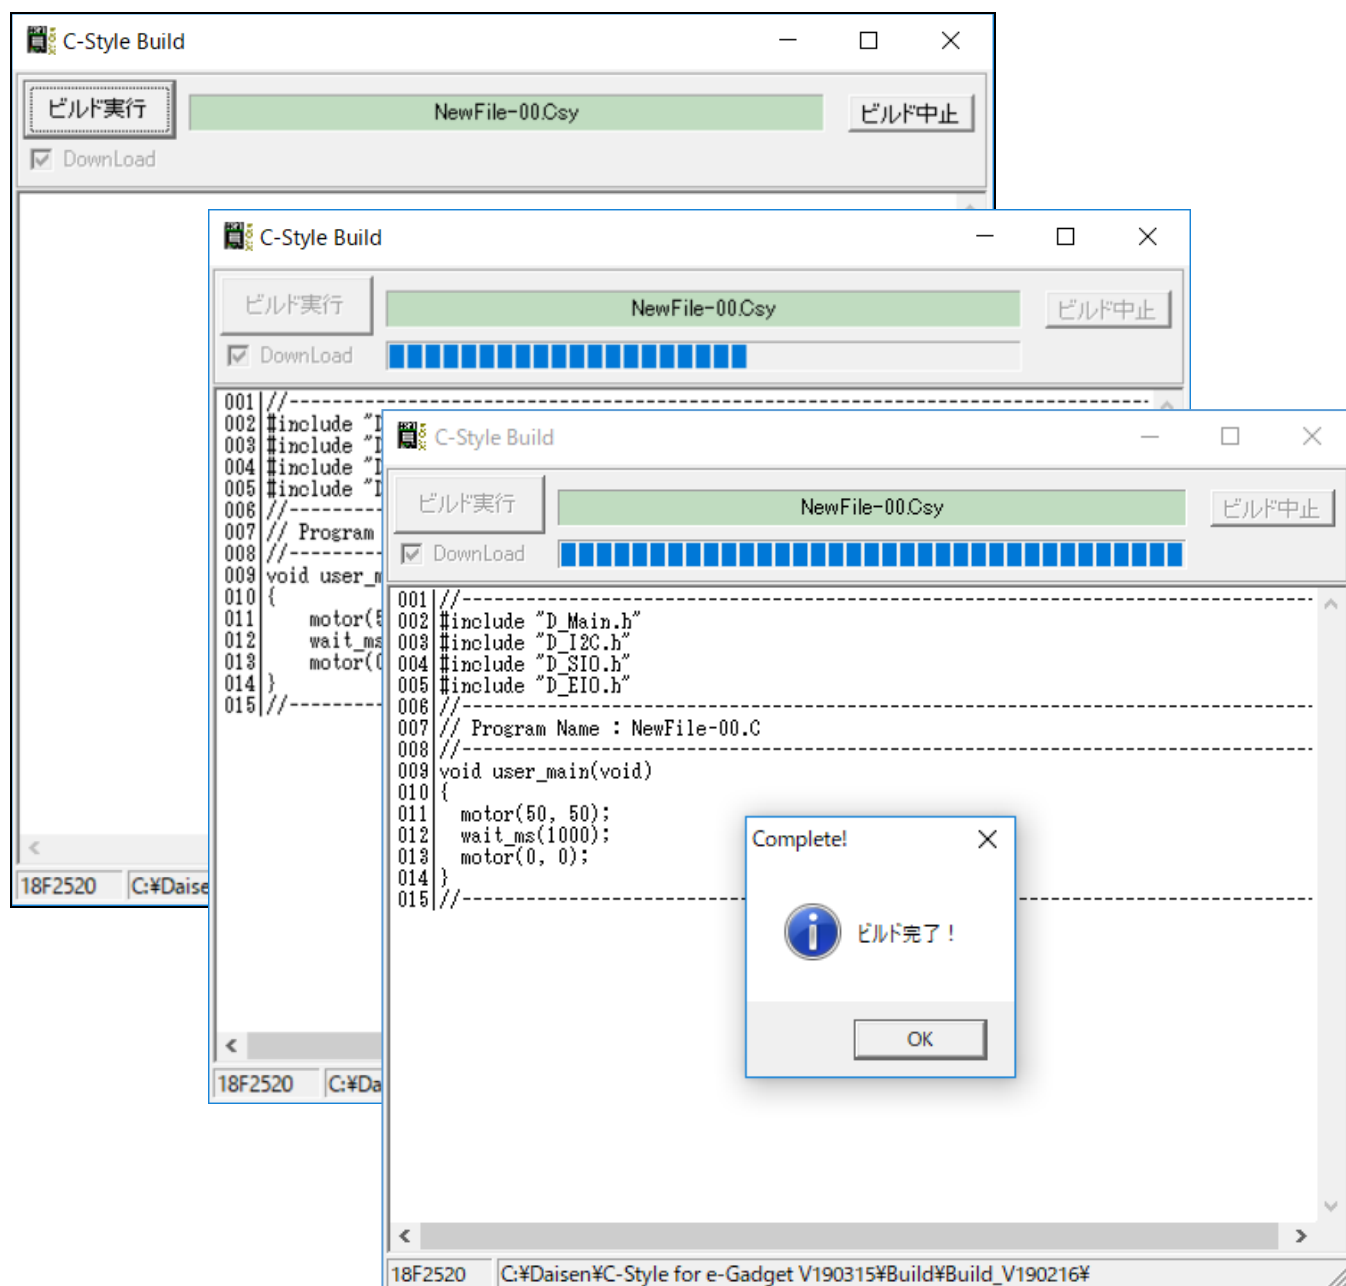 C-Style Build
ビルド実行
NewFile-00.Csy
ビルド中止
DownLoad
18F2520
C:¥Daise
C-Style Build
ビルド実行
NewFile-00.Csy
ビルド中止
DownLoad
001 //--------------------------------------------------------------------------------
002 #include "D
003 #include "D
004 #include "D
005 #include "D
006 //-----------
007 // Program
008 //-----------
009 void user_m
010 {
011     motor(5
012     wait_ms
013     motor(0
014 }
015 //-----------
18F2520
C:¥Da
C-Style Build
ビルド実行
NewFile-00.Csy
ビルド中止
DownLoad
001 //--------------------------------------------------------------------------------
002 #include "D_Main.h"
003 #include "D_I2C.h"
004 #include "D_SIO.h"
005 #include "D_EIO.h"
006 //--------------------------------------------------------------------------------
007 // Program Name : NewFile-00.C
008 //--------------------------------------------------------------------------------
009 void user_main(void)
010 {
011   motor(50, 50);
012   wait_ms(1000);
013   motor(0, 0);
014 }
015 //--------------------------------------------------------------------------------
Complete!
ビルド完了！
OK
18F2520
C:¥Daisen¥C-Style for e-Gadget V190315¥Build¥Build_V190216¥